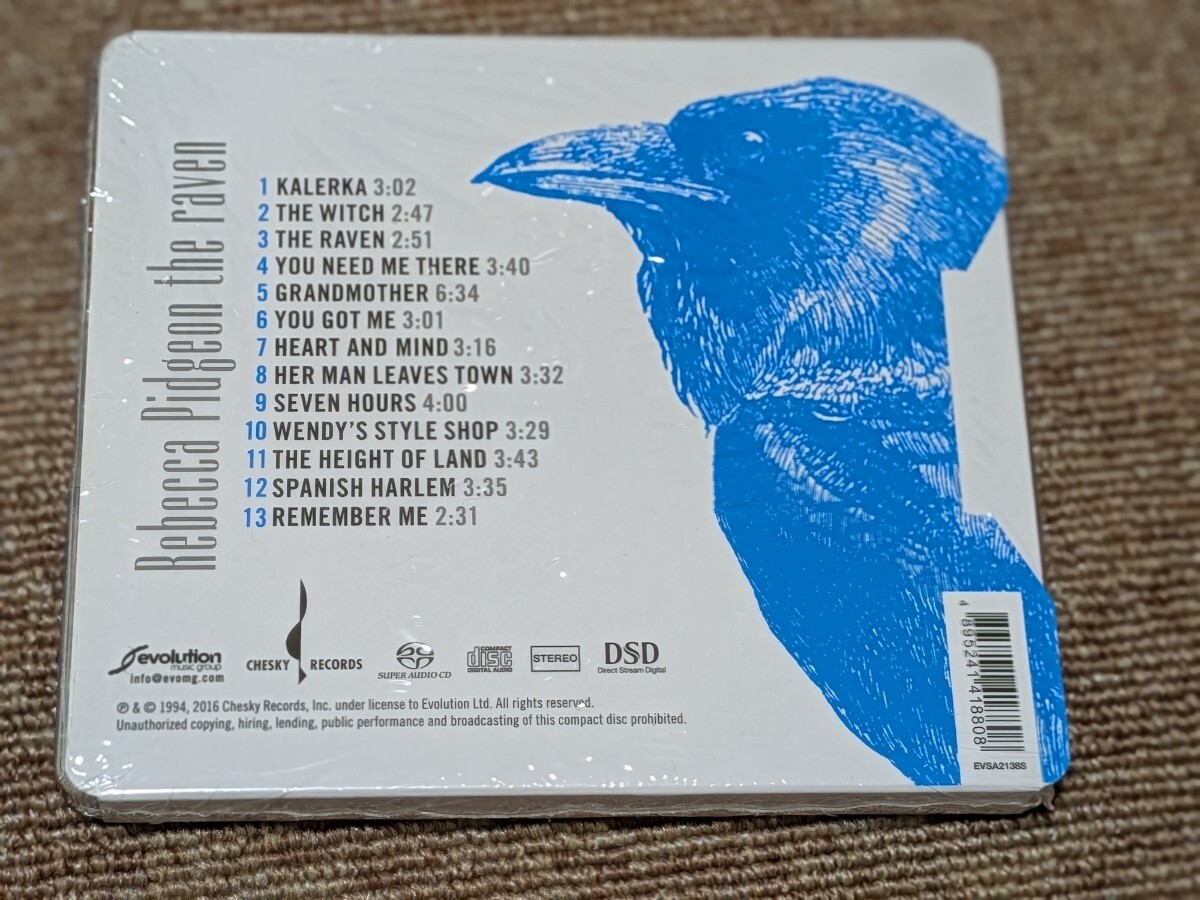 Rebecca Pidgeon the raven
1 KALERKA 3:02
2 THE WITCH 2:47
3 THE RAVEN 2:51
4 YOU NEED ME THERE 3:40
5 GRANDMOTHER 6:34
6 YOU GOT ME 3:01
7 HEART AND MIND 3:16
8 HER MAN LEAVES TOWN 3:32
9 SEVEN HOURS 4:00
10 WENDY'S STYLE SHOP 3:29
11 THE HEIGHT OF LAND 3:43
12 SPANISH HARLEM 3:35
13 REMEMBER ME 2:31
evolution
music group
info@evomg.com
CHESKY RECORDS
SUPER AUDIO CD
COMPACT
disc
DIGITAL AUDIO
STEREO
DSD
Direct Stream Digital
℗ & © 1994, 2016 Chesky Records, Inc. under license to Evolution Ltd. All rights reserved.
Unauthorized copying, hiring, lending, public performance and broadcasting of this compact disc prohibited.
4 895241 418808
EVSA2138S